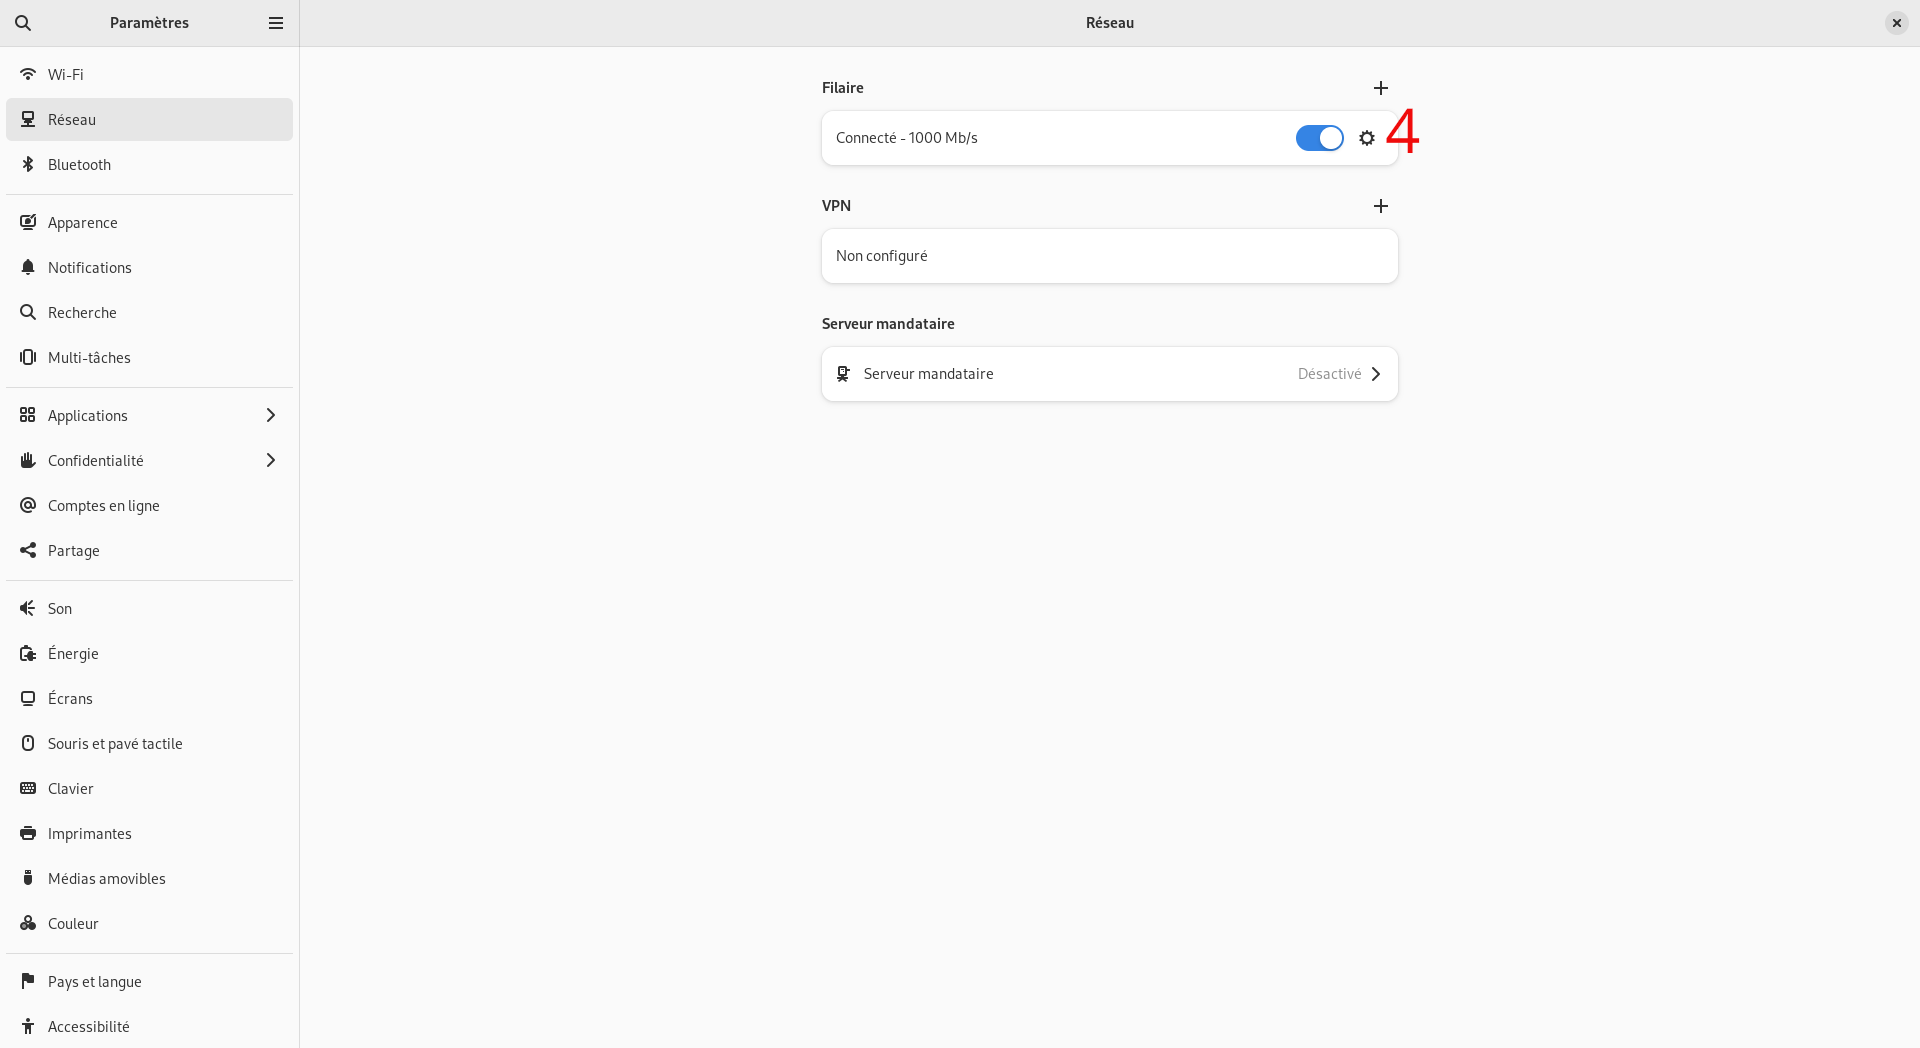 Paramètres
Réseau
Wi-Fi
Réseau
Bluetooth
Apparence
Notifications
Recherche
Multi-tâches
Applications
Confidentialité
Comptes en ligne
Partage
Son
Énergie
Écrans
Souris et pavé tactile
Clavier
Imprimantes
Médias amovibles
Couleur
Pays et langue
Accessibilité
Filaire
Connecté - 1000 Mb/s
4
VPN
Non configuré
Serveur mandataire
Serveur mandataire Désactivé